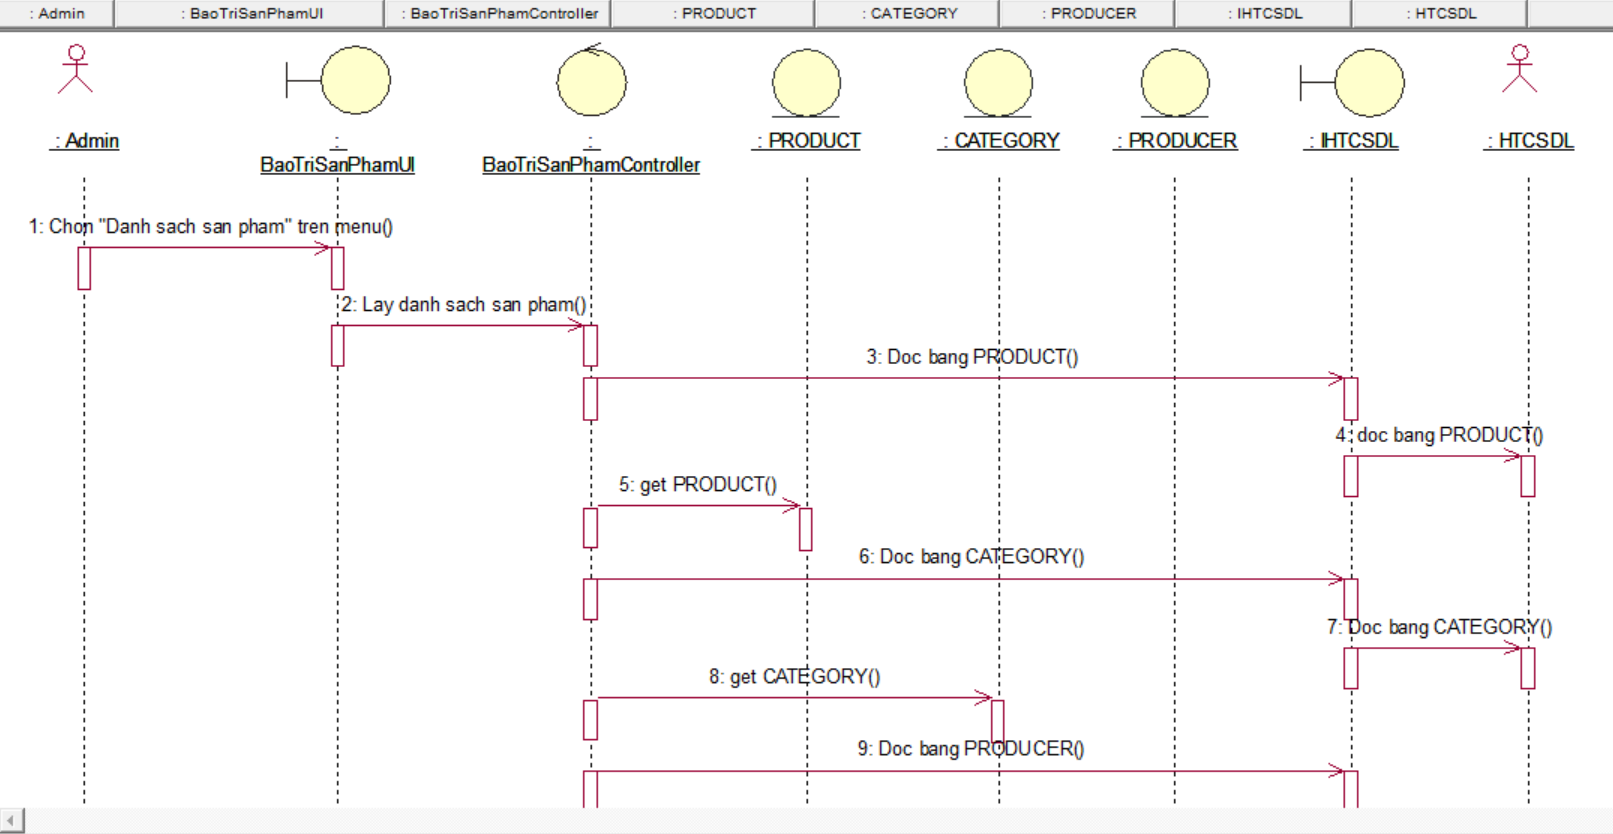 : Admin
: BaoTriSanPhamUI
: BaoTriSanPhamController
: PRODUCT
: CATEGORY
: PRODUCER
: IHTCSDL
: HTCSDL
: Admin
:
BaoTriSanPhamUI
:
BaoTriSanPhamController
: PRODUCT
: CATEGORY
: PRODUCER
: IHTCSDL
: HTCSDL
1: Chon "Danh sach san pham" tren menu()
2: Lay danh sach san pham()
3: Doc bang PRODUCT()
4: doc bang PRODUCT()
5: get PRODUCT()
6: Doc bang CATEGORY()
7: Doc bang CATEGORY()
8: get CATEGORY()
9: Doc bang PRODUCER()